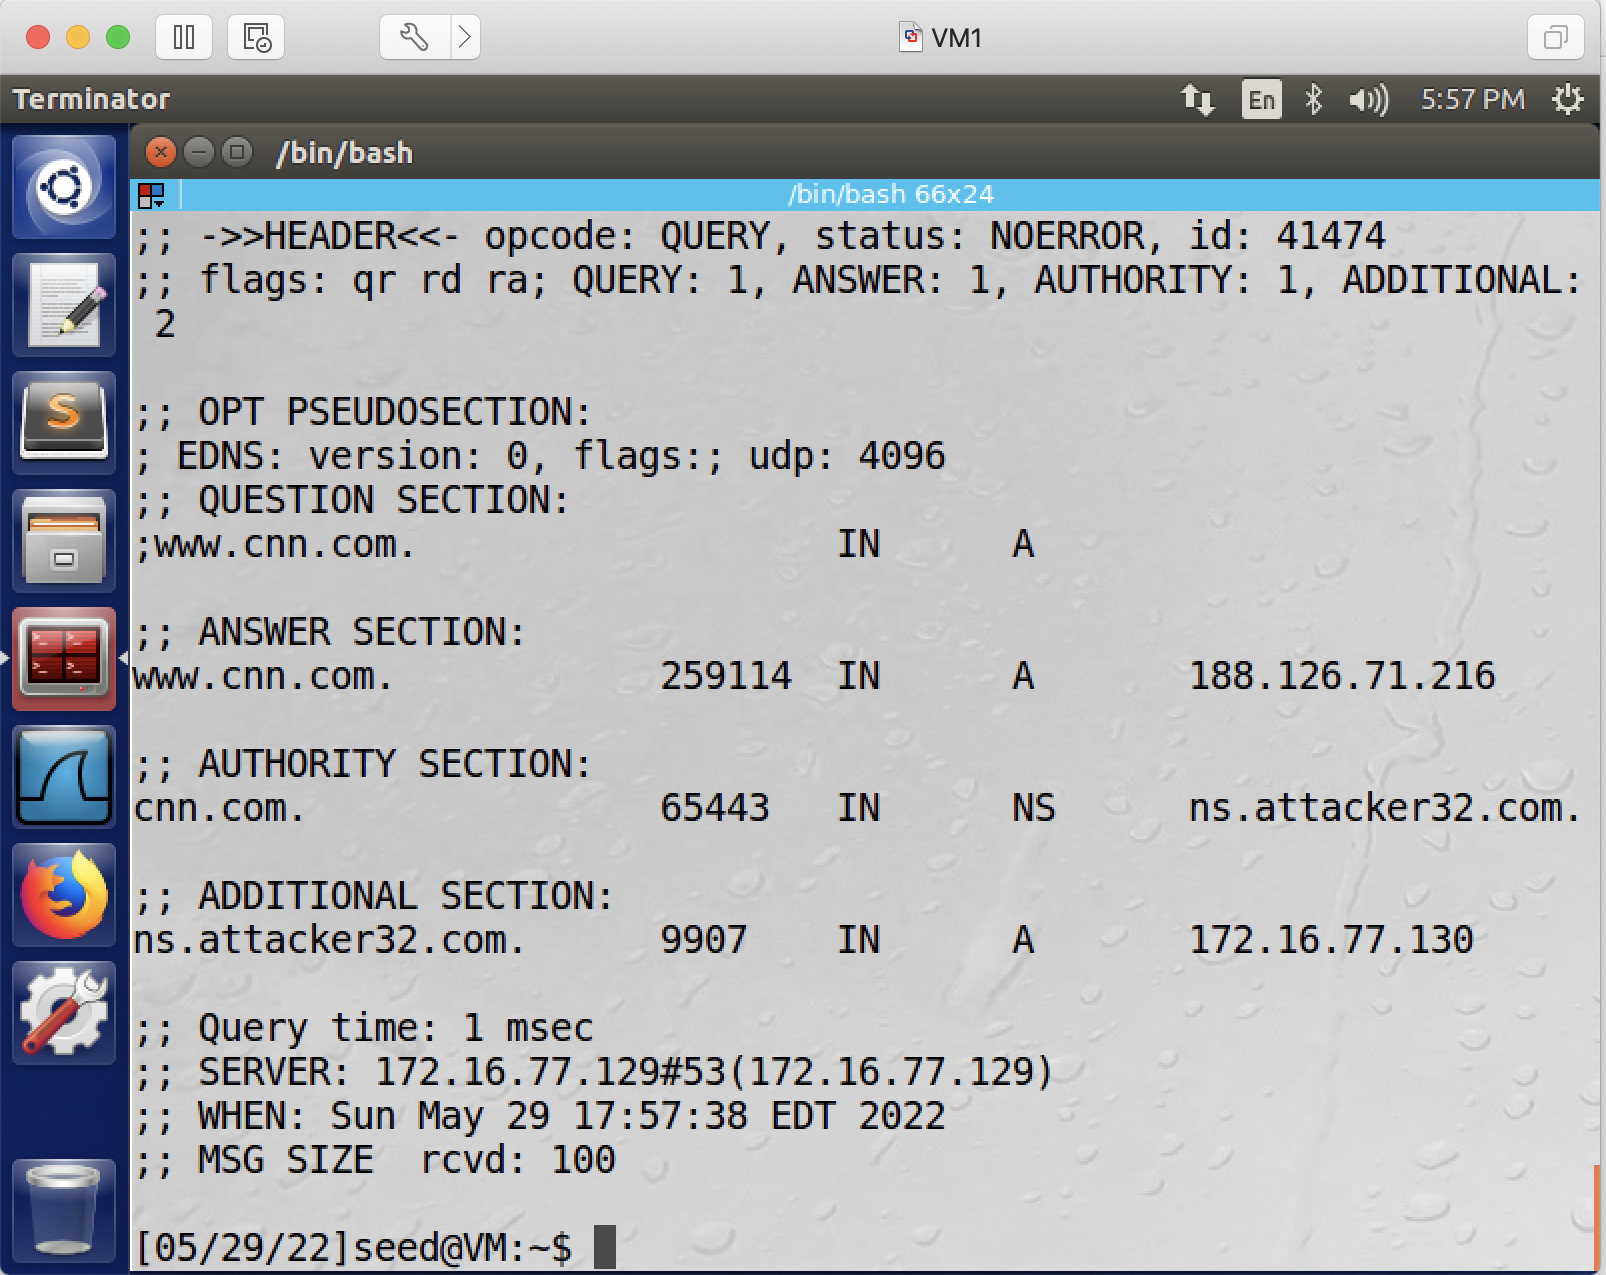 VM1
Terminator
En
5:57 PM
/bin/bash
/bin/bash 66x24
;; ->>HEADER<<- opcode: QUERY, status: NOERROR, id: 41474
;; flags: qr rd ra; QUERY: 1, ANSWER: 1, AUTHORITY: 1, ADDITIONAL:
 2
;; OPT PSEUDOSECTION:
; EDNS: version: 0, flags:; udp: 4096
;; QUESTION SECTION:
;www.cnn.com. IN A
;; ANSWER SECTION:
www.cnn.com. 259114 IN A 188.126.71.216
;; AUTHORITY SECTION:
cnn.com. 65443 IN NS ns.attacker32.com.
;; ADDITIONAL SECTION:
ns.attacker32.com. 9907 IN A 172.16.77.130
;; Query time: 1 msec
;; SERVER: 172.16.77.129#53(172.16.77.129)
;; WHEN: Sun May 29 17:57:38 EDT 2022
;; MSG SIZE  rcvd: 100
[05/29/22]seed@VM:~$